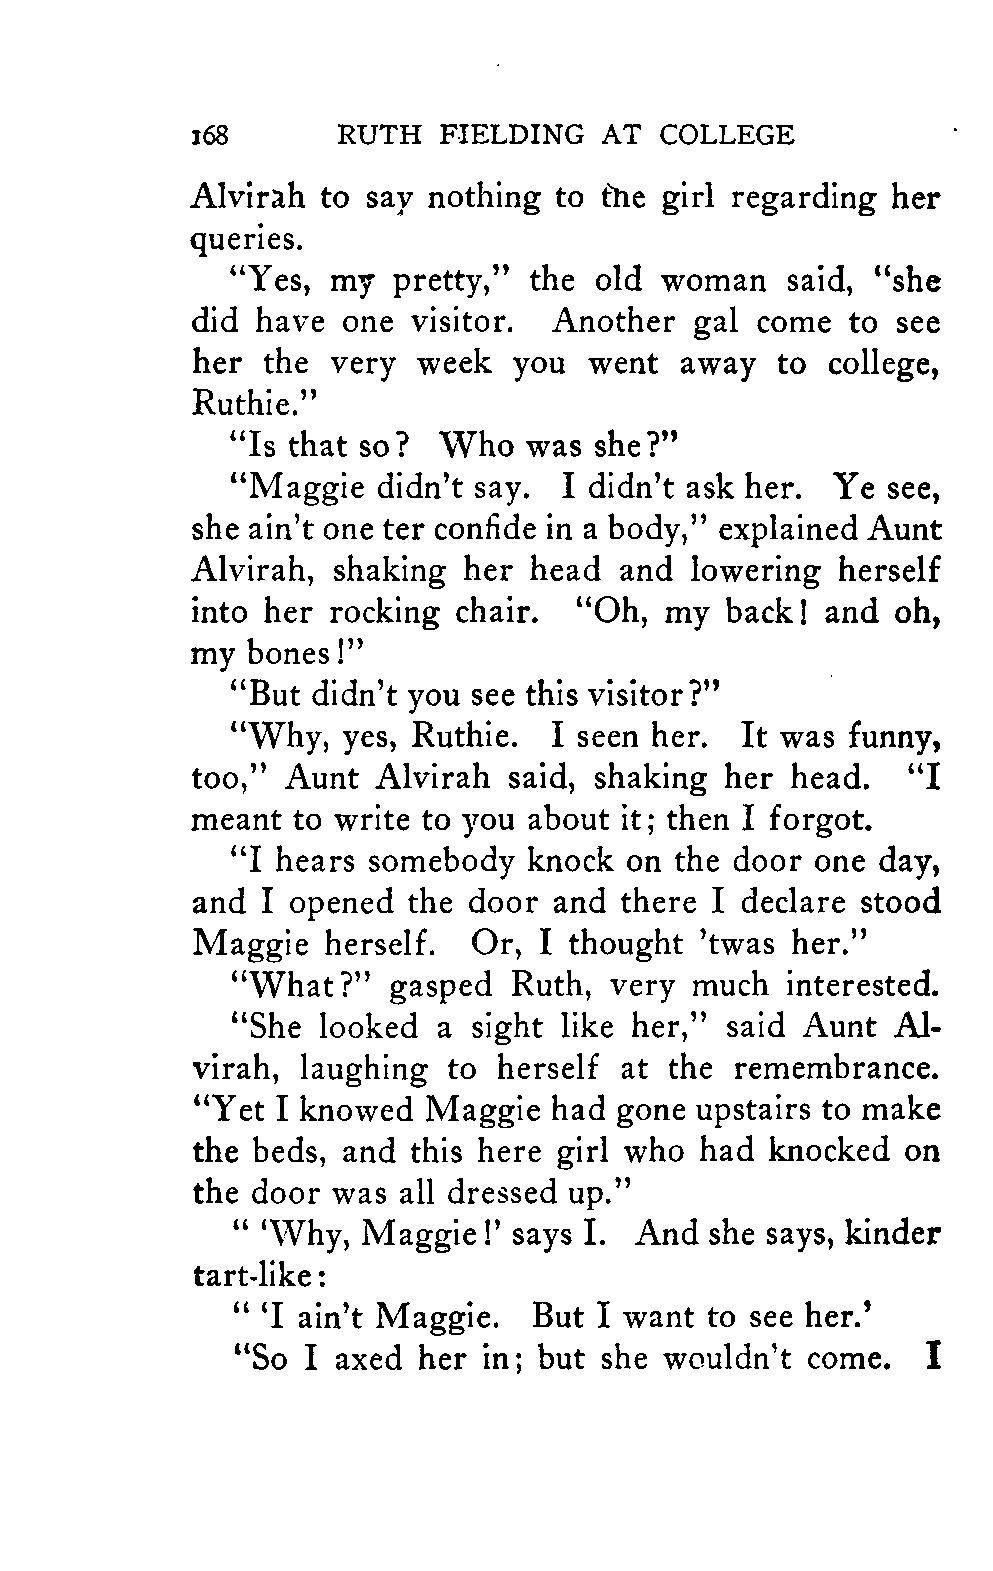 168 RUTH FIELDING AT COLLEGE
Alvirah to say nothing to the girl regarding her
queries.
“Yes, my pretty,” the old woman said, “she
did have one visitor. Another gal come to see
her the very week you went away to college,
Ruthie.”
“Is that so? Who was she?”
“Maggie didn’t say. I didn’t ask her. Ye see,
she ain’t one ter confide in a body,” explained Aunt
Alvirah, shaking her head and lowering herself
into her rocking chair. “Oh, my back! and oh,
my bones!”
“But didn’t you see this visitor?”
“Why, yes, Ruthie. I seen her. It was funny,
too,” Aunt Alvirah said, shaking her head. “I
meant to write to you about it; then I forgot.
“I hears somebody knock on the door one day,
and I opened the door and there I declare stood
Maggie herself. Or, I thought ’twas her.”
“What?” gasped Ruth, very much interested.
“She looked a sight like her,” said Aunt Al-
virah, laughing to herself at the remembrance.
“Yet I knowed Maggie had gone upstairs to make
the beds, and this here girl who had knocked on
the door was all dressed up.”
“ ‘Why, Maggie!’ says I. And she says, kinder
tart-like:
“ ‘I ain’t Maggie. But I want to see her.’
“So I axed her in; but she wouldn’t come. I